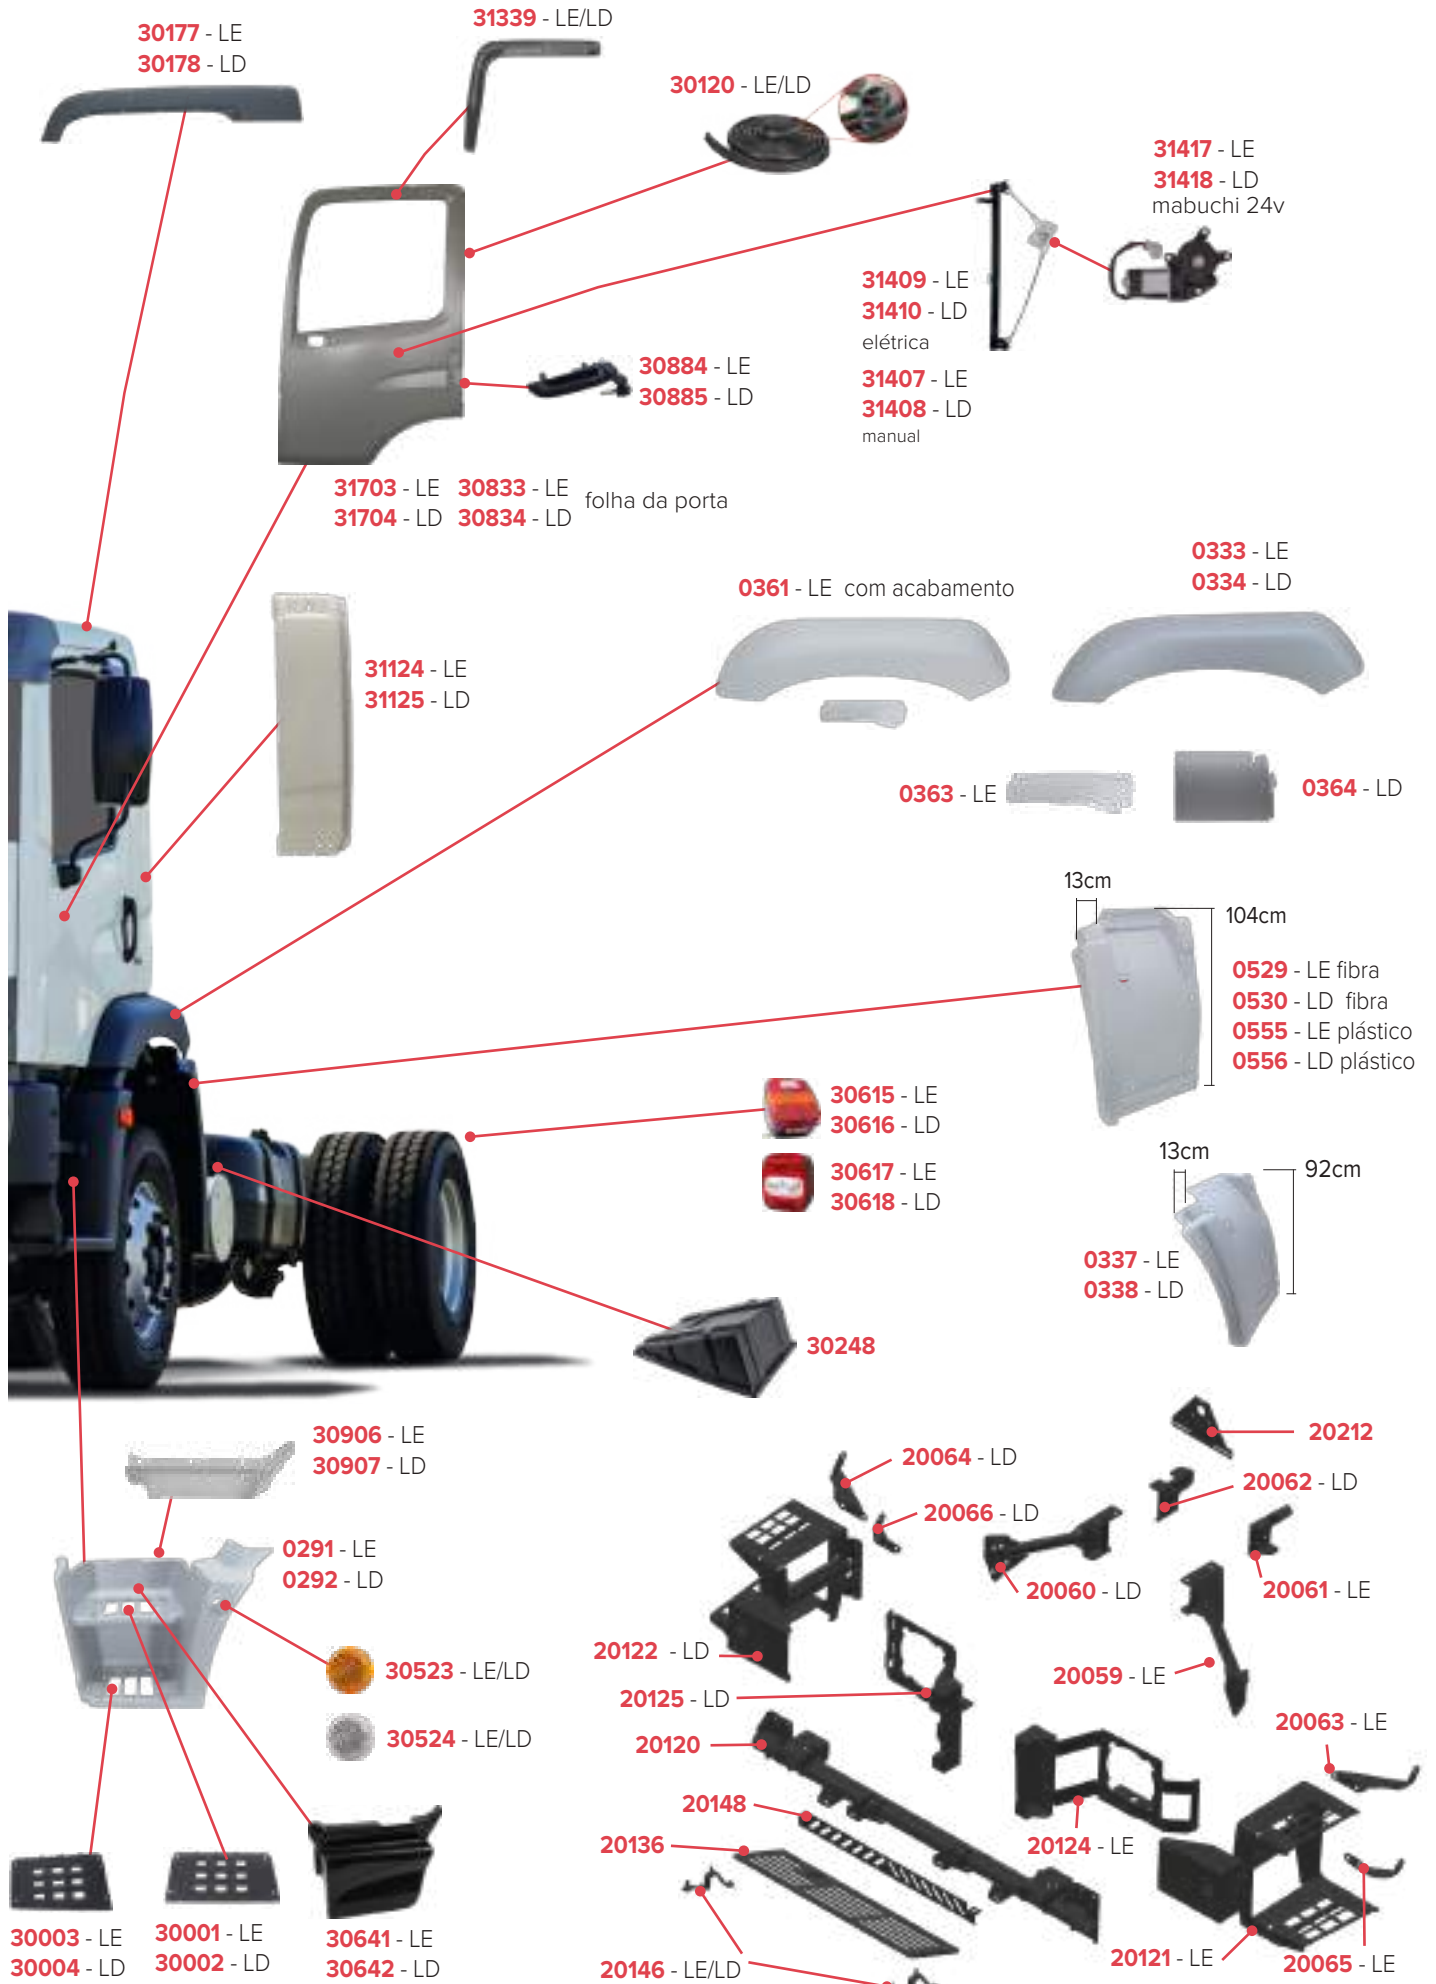 30177 - LE
30178 - LD
31339 - LE/LD
30120 - LE/LD
31417 - LE
31418 - LD
mabuchi 24v
31409 - LE
31410 - LD
elétrica
31407 - LE
31408 - LD
manual
30884 - LE
30885 - LD
31703 - LE 30833 - LE
31704 - LD 30834 - LD
folha da porta
0333 - LE
0334 - LD
0361 - LE com acabamento
31124 - LE
31125 - LD
0363 - LE
0364 - LD
13cm
104cm
0529 - LE fibra
0530 - LD fibra
0555 - LE plástico
0556 - LD plástico
30615 - LE
30616 - LD
30617 - LE
30618 - LD
13cm
92cm
0337 - LE
0338 - LD
30248
30906 - LE
30907 - LD
20212
20064 - LD
20062 - LD
20066 - LD
0291 - LE
0292 - LD
20060 - LD
20061 - LE
20122 - LD
30523 - LE/LD
20059 - LE
20125 - LD
30524 - LE/LD
20120
20063 - LE
20148
20136
20124 - LE
30003 - LE
30004 - LD
30001 - LE
30002 - LD
30641 - LE
30642 - LD
20146 - LE/LD
20121 - LE
20065 - LE